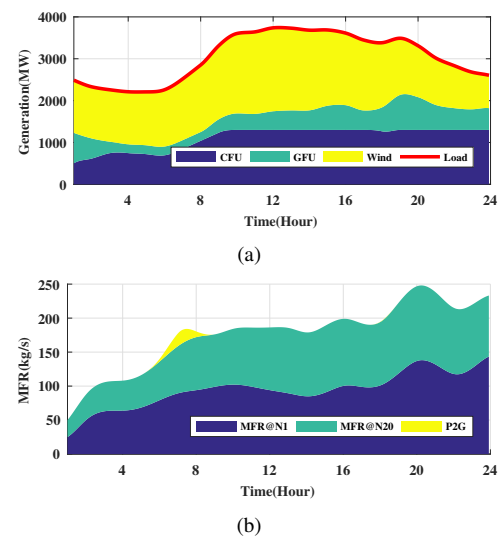 4000
3000
2000
1000
0
Generation(MW)
CFU GFU Wind Load
4 8 12 16 20 24
Time(Hour)
(a)
250
200
150
100
50
0
MFR(kg/s)
MFR@N1 MFR@N20 P2G
4 8 12 16 20 24
Time(Hour)
(b)